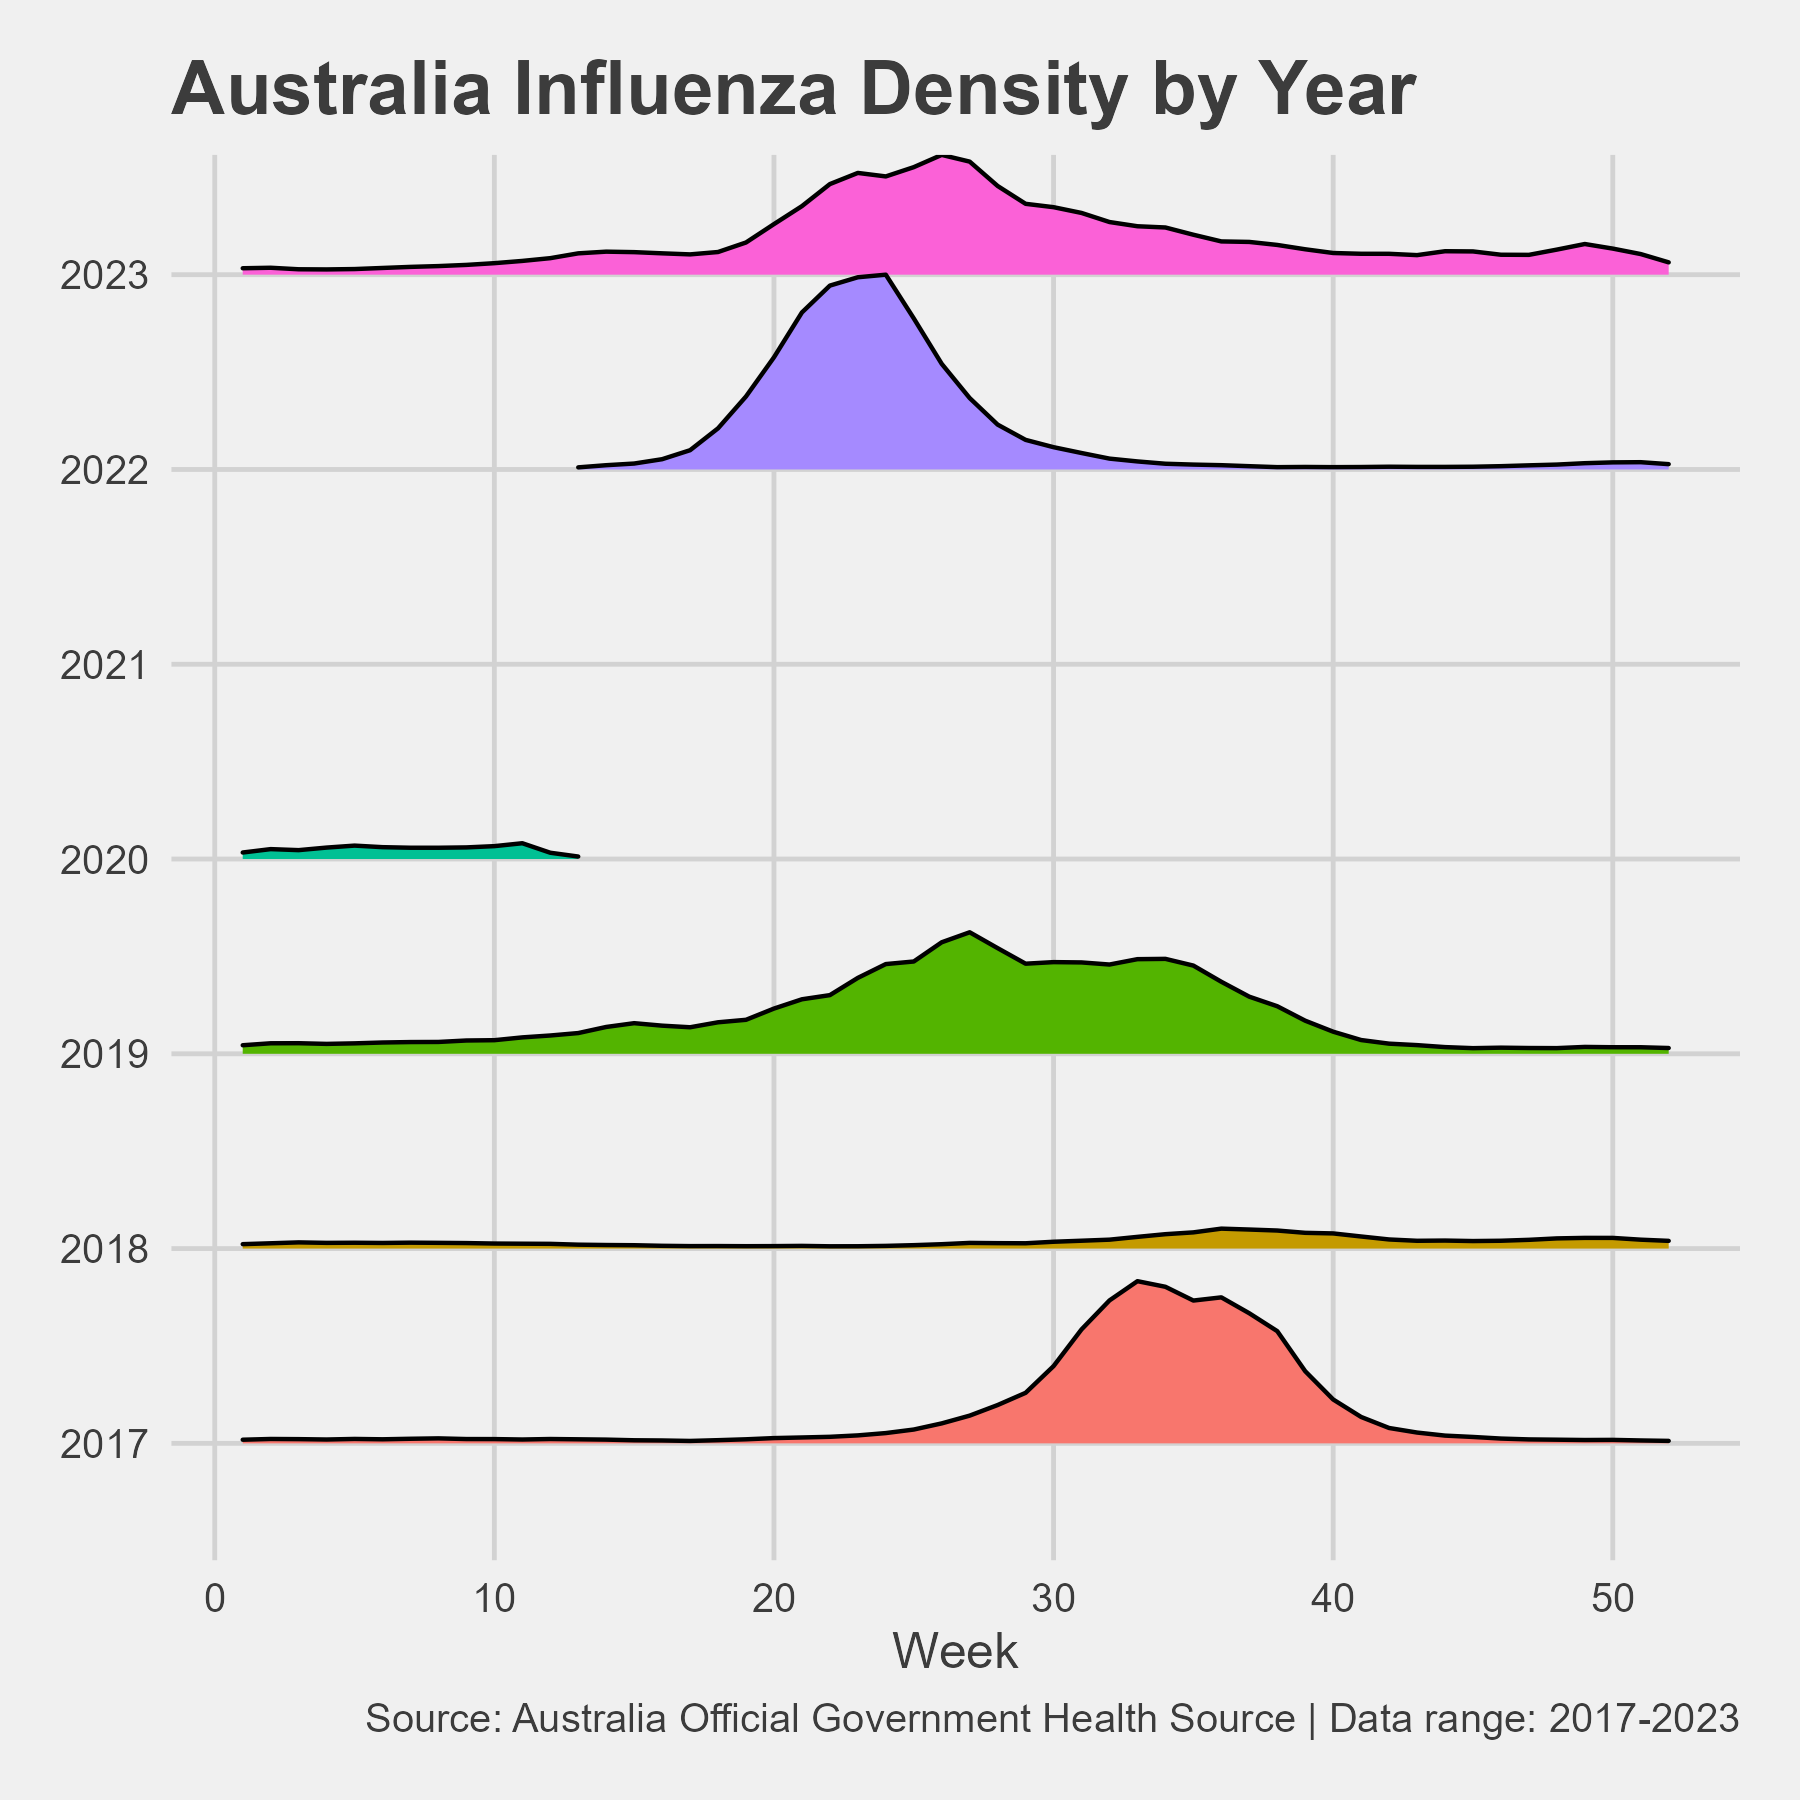 Australia Influenza Density by Year
2023
2022
2021
2020
2019
2018
2017
0 10 20 30 40 50
Week
Source: Australia Official Government Health Source | Data range: 2017-2023